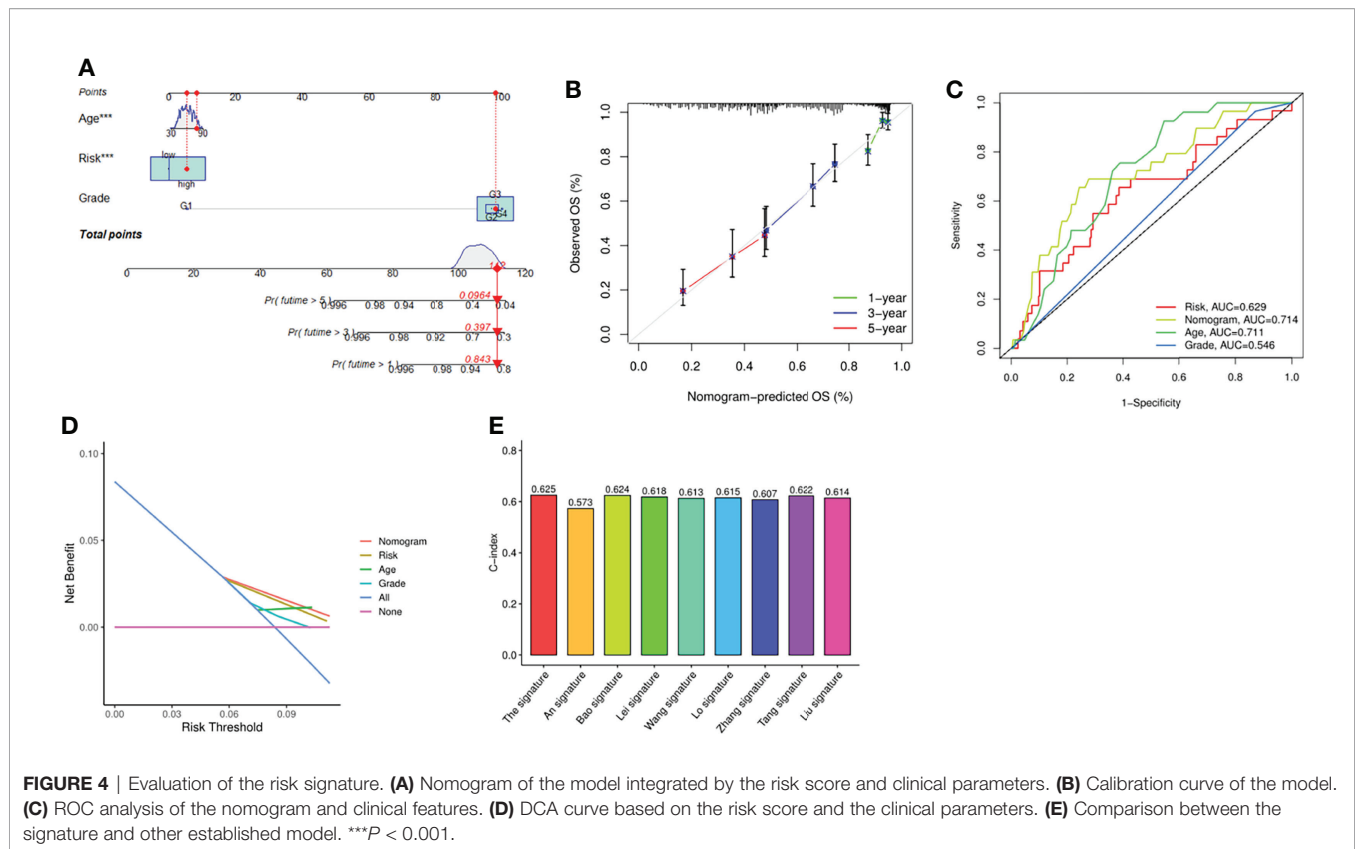 A
Points
0 20 40 60 80 100
Age***
30 90
Risk***
low
high
Grade
G1
G3
G2
G4
Total points
0 20 40 60 80 100 120
112
Pr( futime > 5 )
0.0964
0.996 0.98 0.94 0.8 0.4 0.04
Pr( futime > 3 )
0.397
0.996 0.98 0.92 0.7 0.3
Pr( futime > 1 )
0.843
0.996 0.98 0.94 0.8
B
Observed OS (%)
1.0
0.8
0.6
0.4
0.2
0.0
1-year
3-year
5-year
0.0 0.2 0.4 0.6 0.8 1.0
Nomogram-predicted OS (%)
C
Sensitivity
1.0
0.8
0.6
0.4
0.2
0.0
Risk, AUC=0.629
Nomogram, AUC=0.714
Age, AUC=0.711
Grade, AUC=0.546
0.0 0.2 0.4 0.6 0.8 1.0
1-Specificity
D
Net Benefit
0.10
0.05
0.00
Nomogram
Risk
Age
Grade
All
None
0.00 0.03 0.06 0.09
Risk Threshold
E
C-index
0.8
0.6
0.4
0.2
0.0
0.625 0.573 0.624 0.618 0.613 0.615 0.607 0.622 0.614
The signature
An signature
Bao signature
Lei signature
Wang signature
Lo signature
Zhang signature
Tang signature
Liu signature
FIGURE 4 | Evaluation of the risk signature. (A) Nomogram of the model integrated by the risk score and clinical parameters. (B) Calibration curve of the model.
(C) ROC analysis of the nomogram and clinical features. (D) DCA curve based on the risk score and the clinical parameters. (E) Comparison between the
signature and other established model. ***P < 0.001.